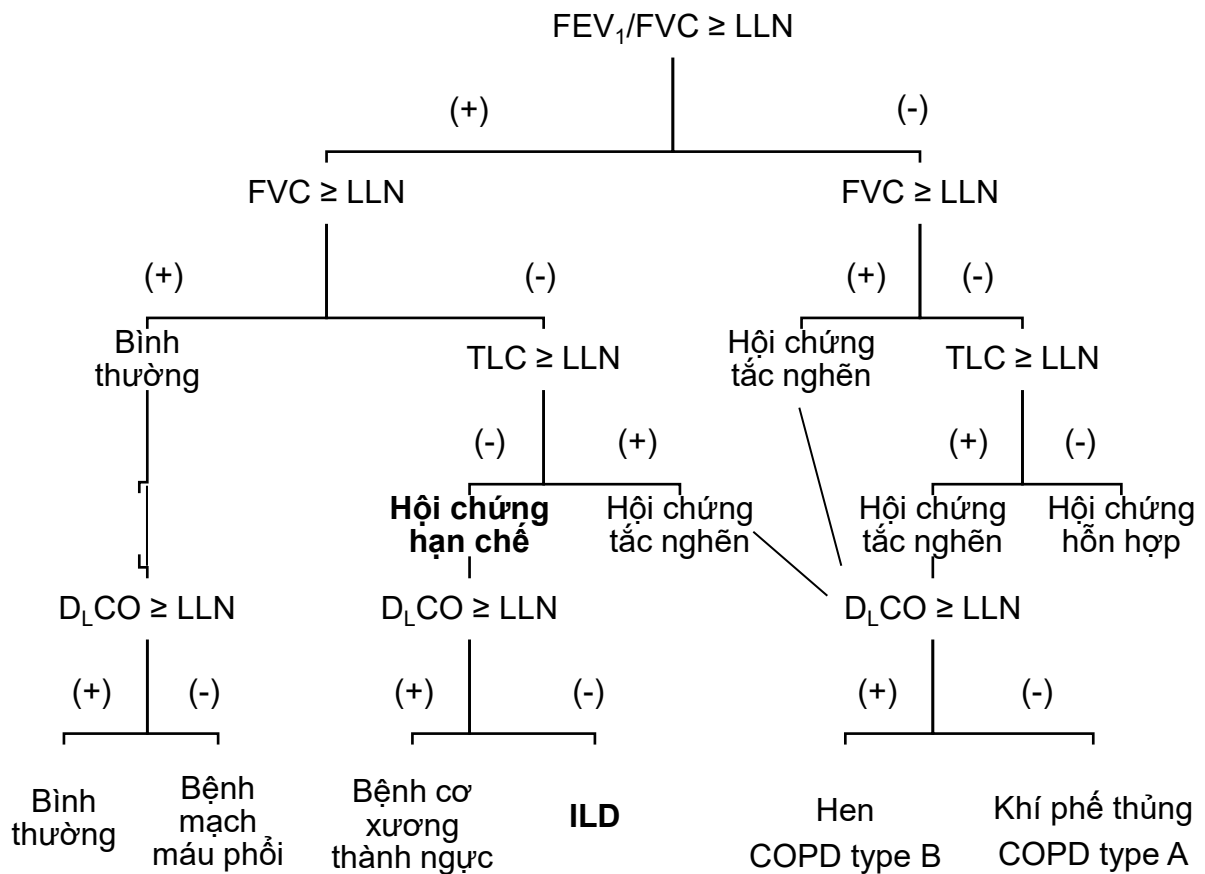 FEV₁/FVC ≥ LLN
(+)
(-)
FVC ≥ LLN
FVC ≥ LLN
(+)
(-)
(+)
(-)
Bình
thường
TLC ≥ LLN
Hội chứng
tắc nghẽn
TLC ≥ LLN
(-)
(+)
(+)
(-)
Hội chứng
hạn chế
Hội chứng
tắc nghẽn
Hội chứng
tắc nghẽn
Hội chứng
hỗn hợp
DLCO ≥ LLN
DLCO ≥ LLN
DLCO ≥ LLN
(+)
(-)
(+)
(-)
(+)
(-)
Bình
thường
Bệnh
mạch
máu phổi
Bệnh cơ
xương
thành ngực
ILD
Hen
COPD type B
Khí phế thủng
COPD type A